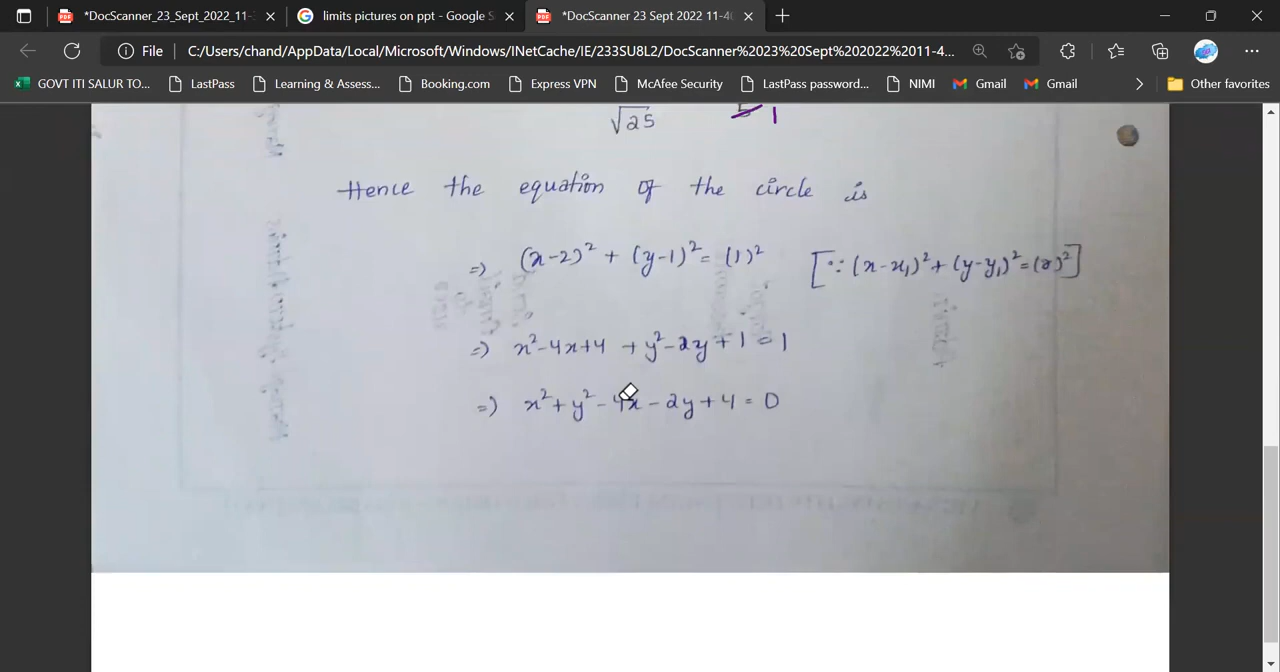 *DocScanner_23_Sept_2022_11-
limits pictures on ppt - Google S
*DocScanner 23 Sept 2022 11-40
File
C:/Users/chand/AppData/Local/Microsoft/Windows/INetCache/IE/233SU8L2/DocScanner%2023%20Sept%202022%2011-4...
GOVT ITI SALUR TO...
LastPass
Learning & Assess...
Booking.com
Express VPN
McAfee Security
LastPass password...
NIMI
Gmail
Gmail
Other favorites
√25 5 1
Hence the equation of the circle is
=> (x-2)² + (y-1)² = (1)² [∵ (x-x₁)²+(y-y₁)²=(r)²]
=> x²-4x+4 +y²-2y+1=1
=> x²+y²-4x-2y+4=0